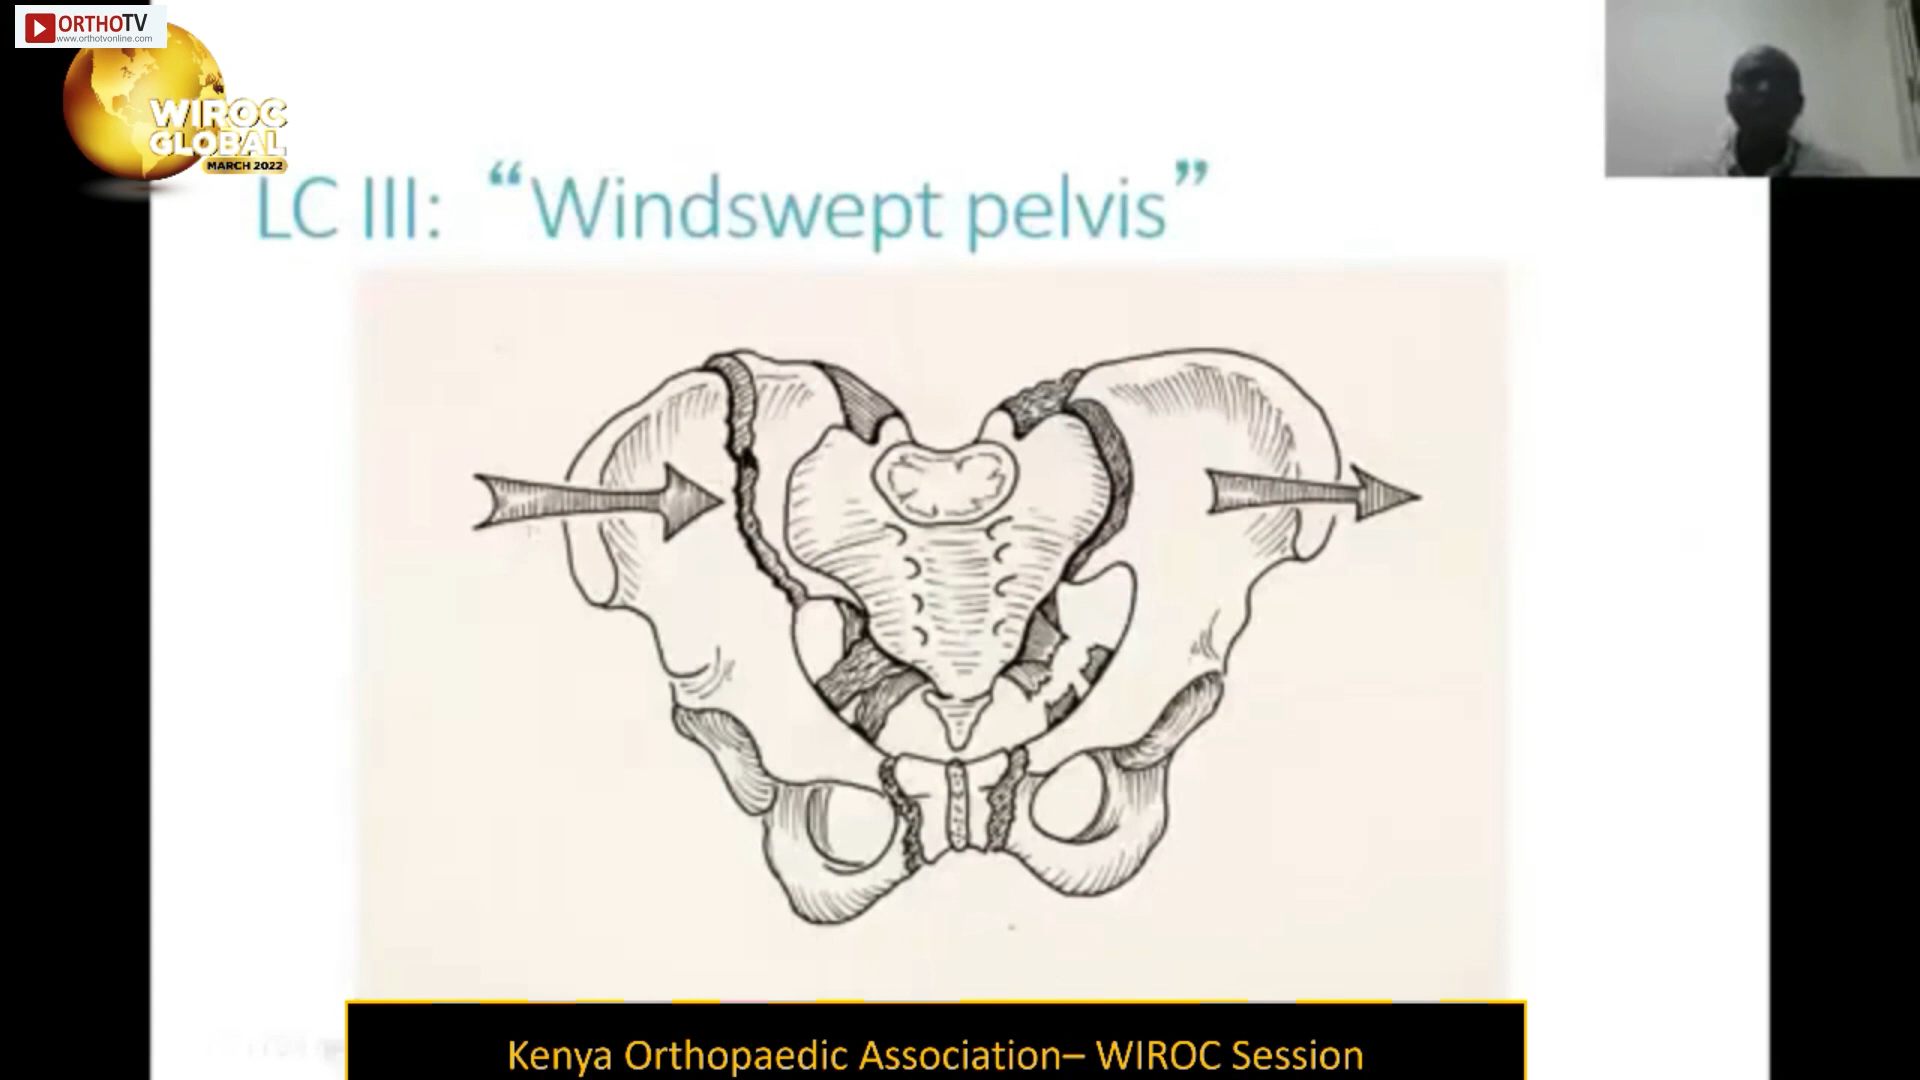 ORTHOTV
www.orthotvonline.com
WIROC
GLOBAL
MARCH 2022
LC III: “Windswept pelvis”
Kenya Orthopaedic Association– WIROC Session